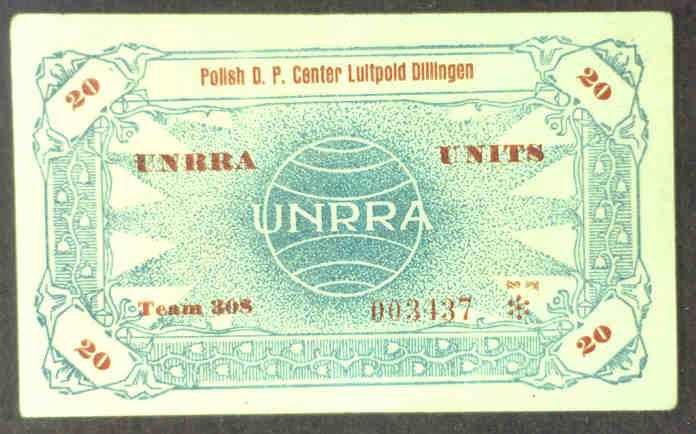 20 20
Polish D. P. Center Luitpold Dillingen
UNRRA UNITS
UNRRA
Team 308 003437
20 20